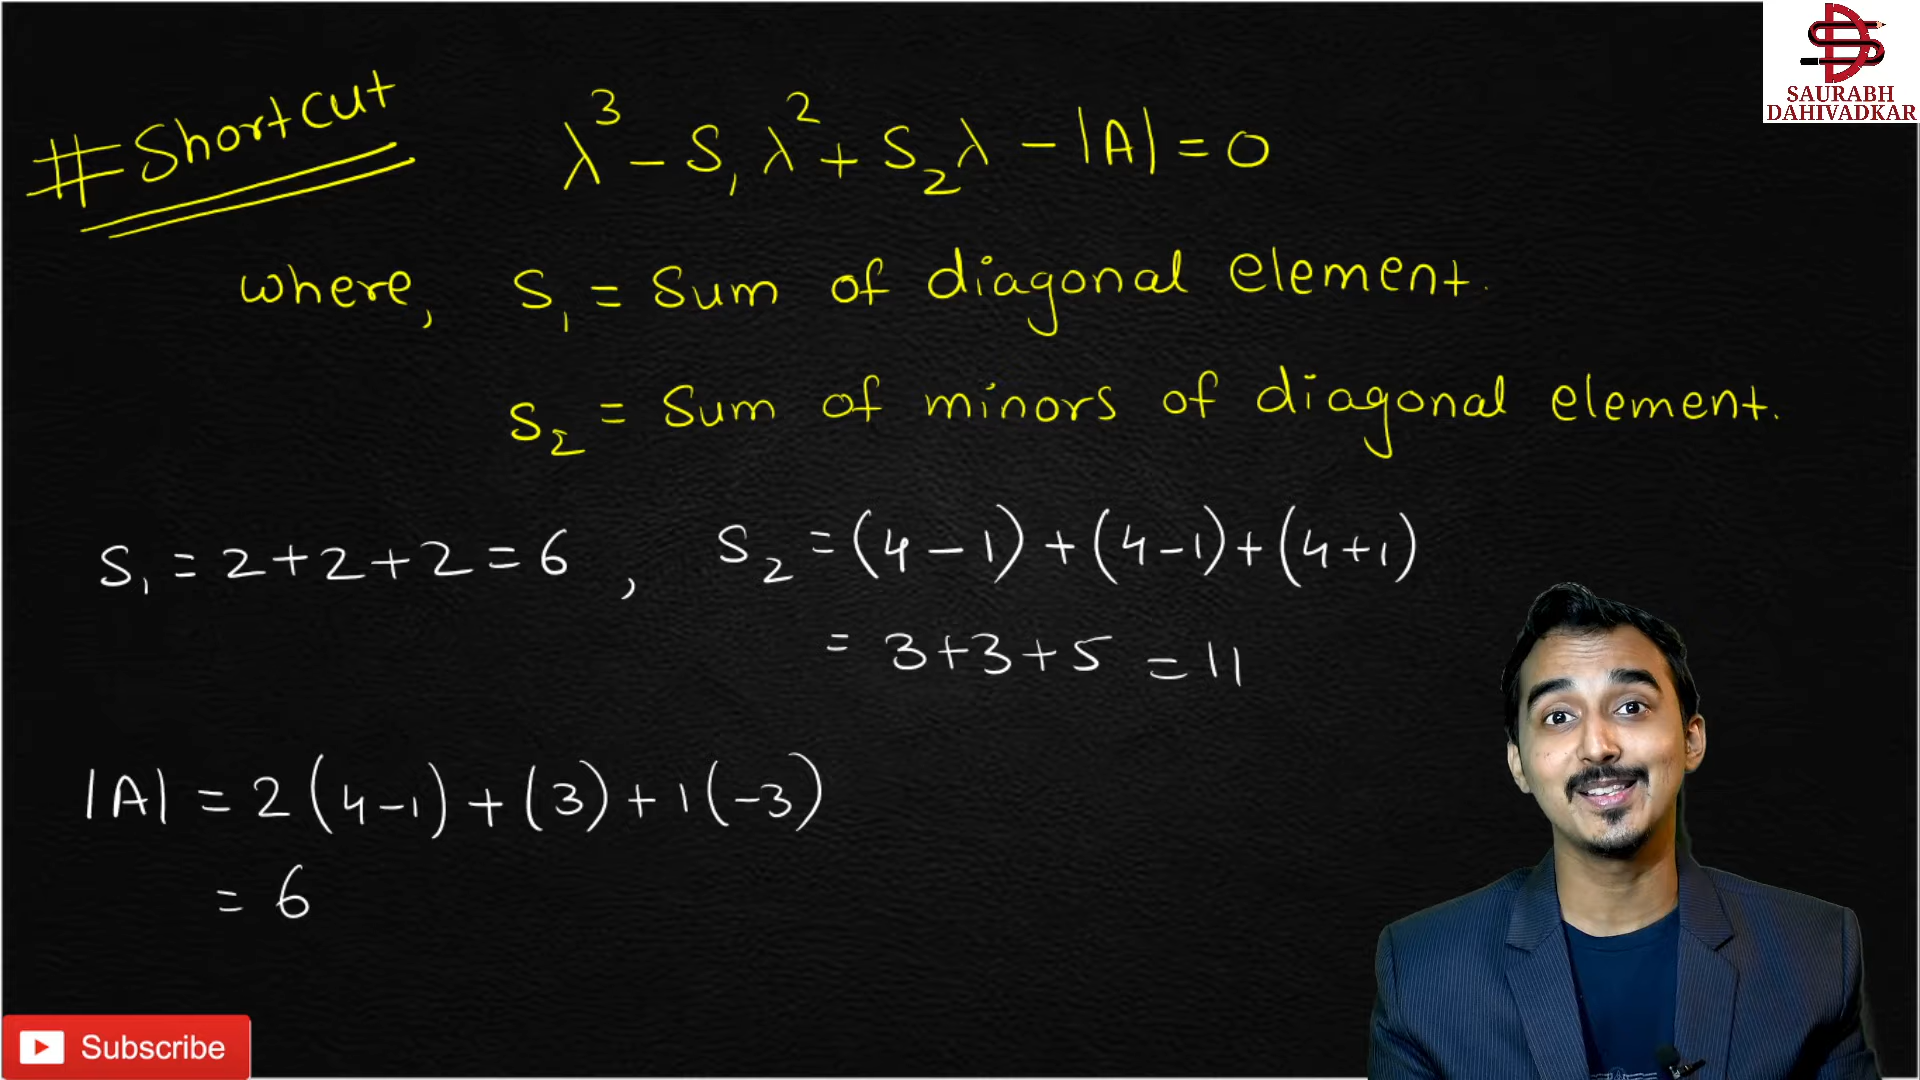 SAURABH
DAHIVADKAR
#Shortcut
λ³ - S₁λ² + S₂λ - |A| = 0
where, S₁ = Sum of diagonal element.
S₂ = Sum of minors of diagonal element.
S₁ = 2+2+2 = 6 , S₂ = (4-1)+(4-1)+(4+1)
= 3+3+5 = 11
|A| = 2(4-1)+(3)+1(-3)
= 6
Subscribe